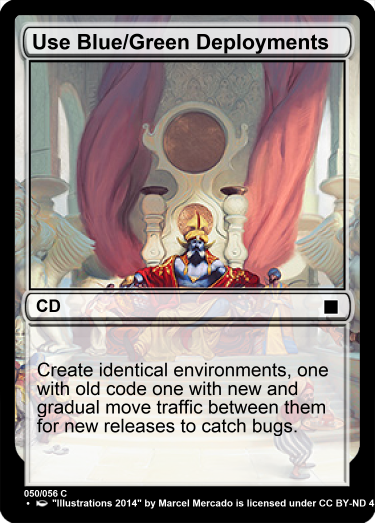 Use Blue/Green Deployments
CD
Create identical environments, one
with old code one with new and
gradual move traffic between them
for new releases to catch bugs.
050/056 C
• "Illustrations 2014" by Marcel Mercado is licensed under CC BY-ND 4